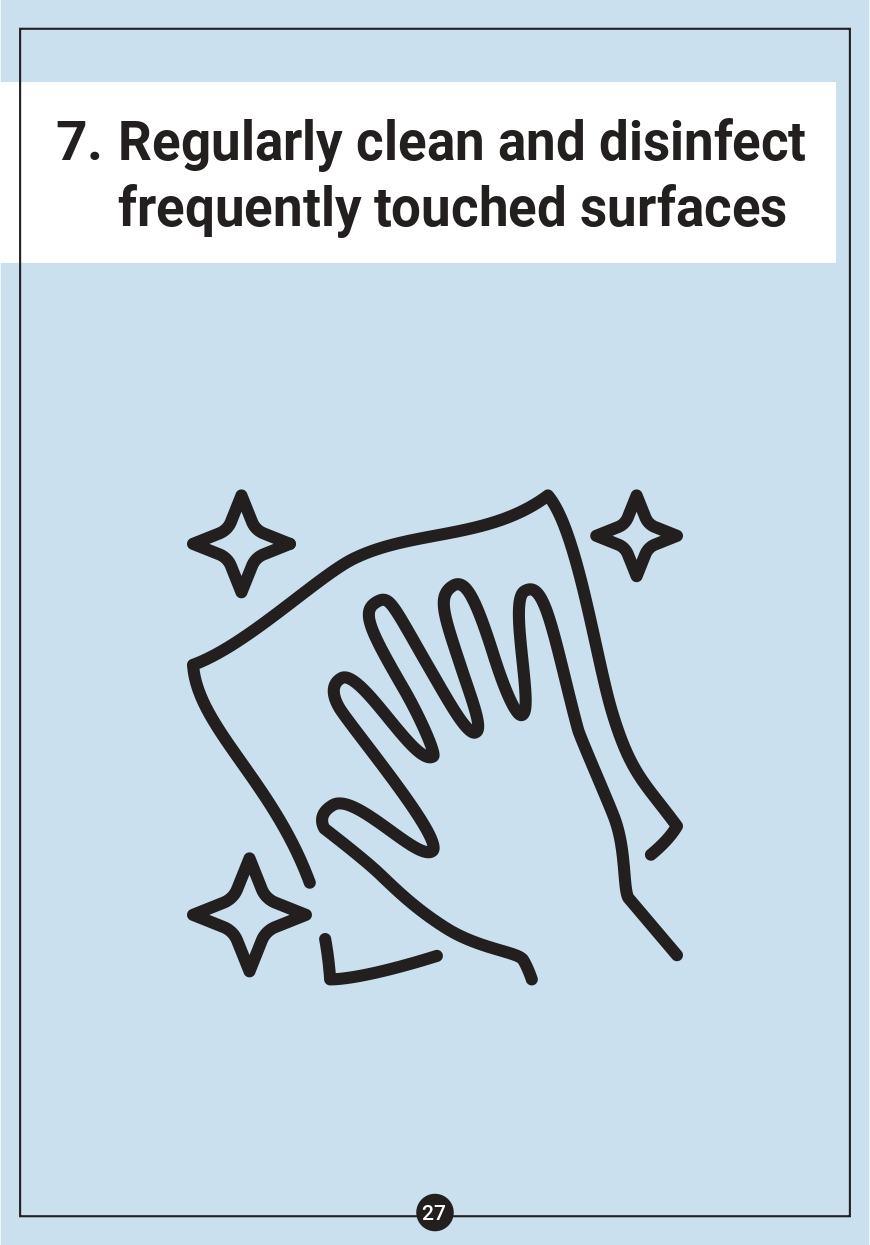 7. Regularly clean and disinfect
frequently touched surfaces
27